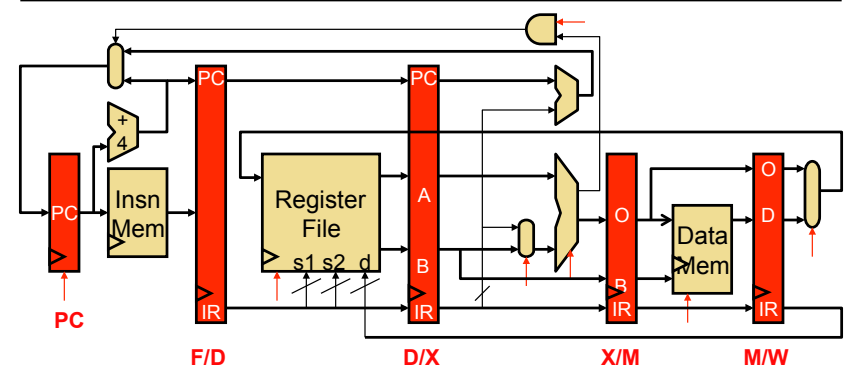 PC
PC
+
4
PC
Insn
Mem
Register
File
s1 s2 d
A
B
O
B
Data
Mem
O
D
IR
IR
IR
IR
PC
F/D
D/X
X/M
M/W